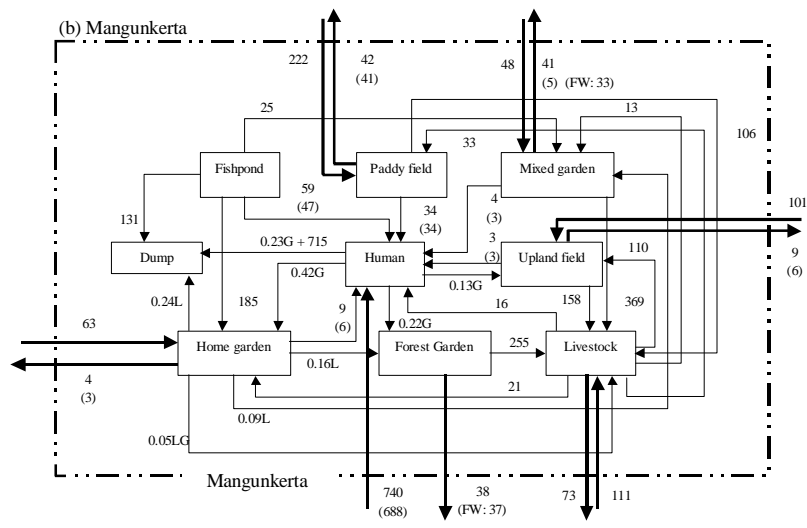 (b) Mangunkerta
222
42
(41)
48
41
(5) (FW: 33)
25
13
33
106
Fishpond
Paddy field
Mixed garden
59
(47)
34
(34)
4
(3)
101
131
3
(3)
9
(6)
0.23G + 715
Dump
Human
Upland field
110
0.42G
0.13G
0.24L
185
9
(6)
16
158
369
63
0.22G
Home garden
Forest Garden
255
Livestock
0.16L
4
(3)
21
0.09L
0.05LG
Mangunkerta
740
(688)
38
(FW: 37)
73
111